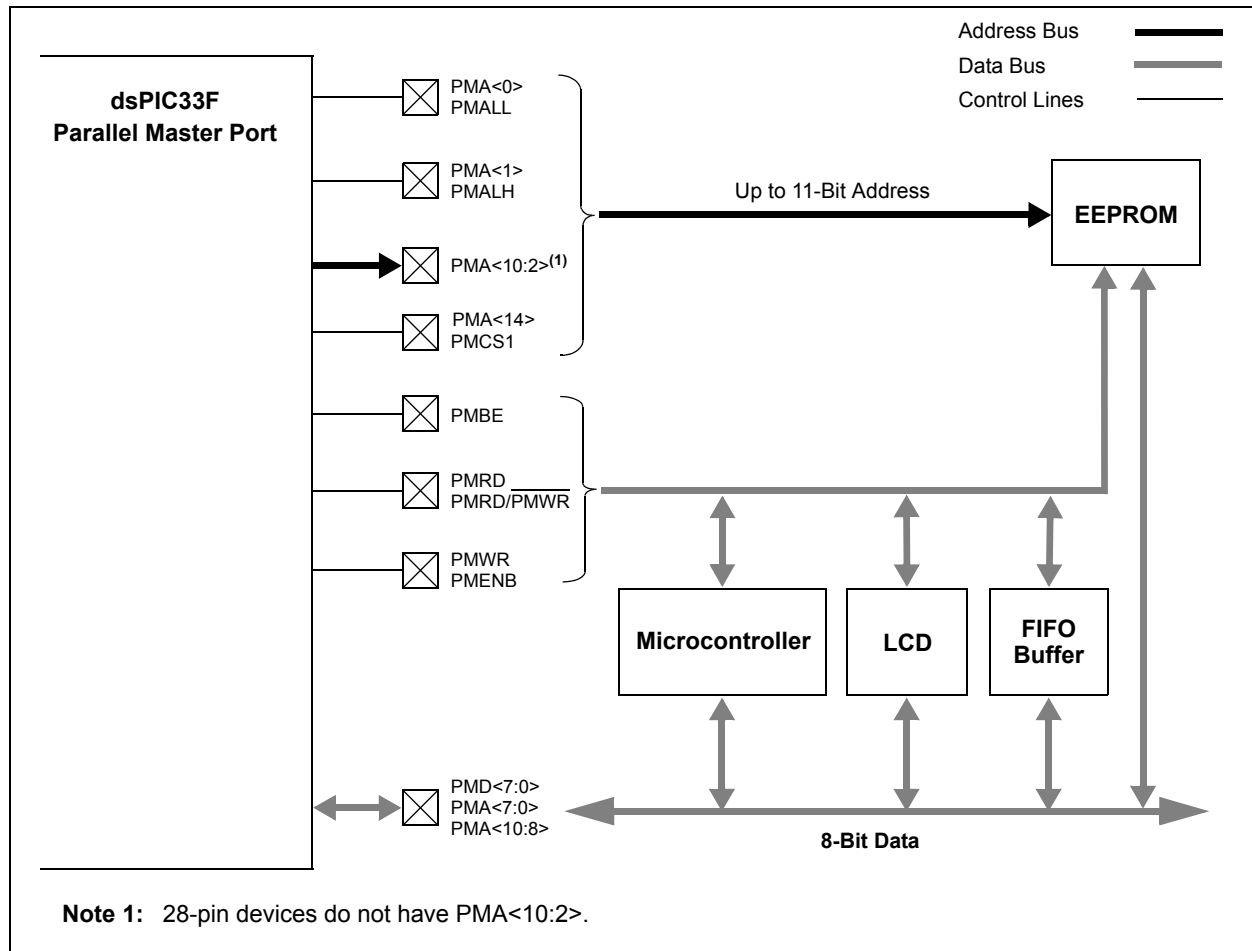 Address Bus
Data Bus
Control Lines
dsPIC33F
Parallel Master Port
PMA<0>
PMALL
PMA<1>
PMALH
Up to 11-Bit Address
EEPROM
PMA<10:2>(1)
PMA<14>
PMCS1
PMBE
PMRD
PMRD/PMWR
PMWR
PMENB
Microcontroller
LCD
FIFO
Buffer
PMD<7:0>
PMA<7:0>
PMA<10:8>
8-Bit Data
Note 1: 28-pin devices do not have PMA<10:2>.